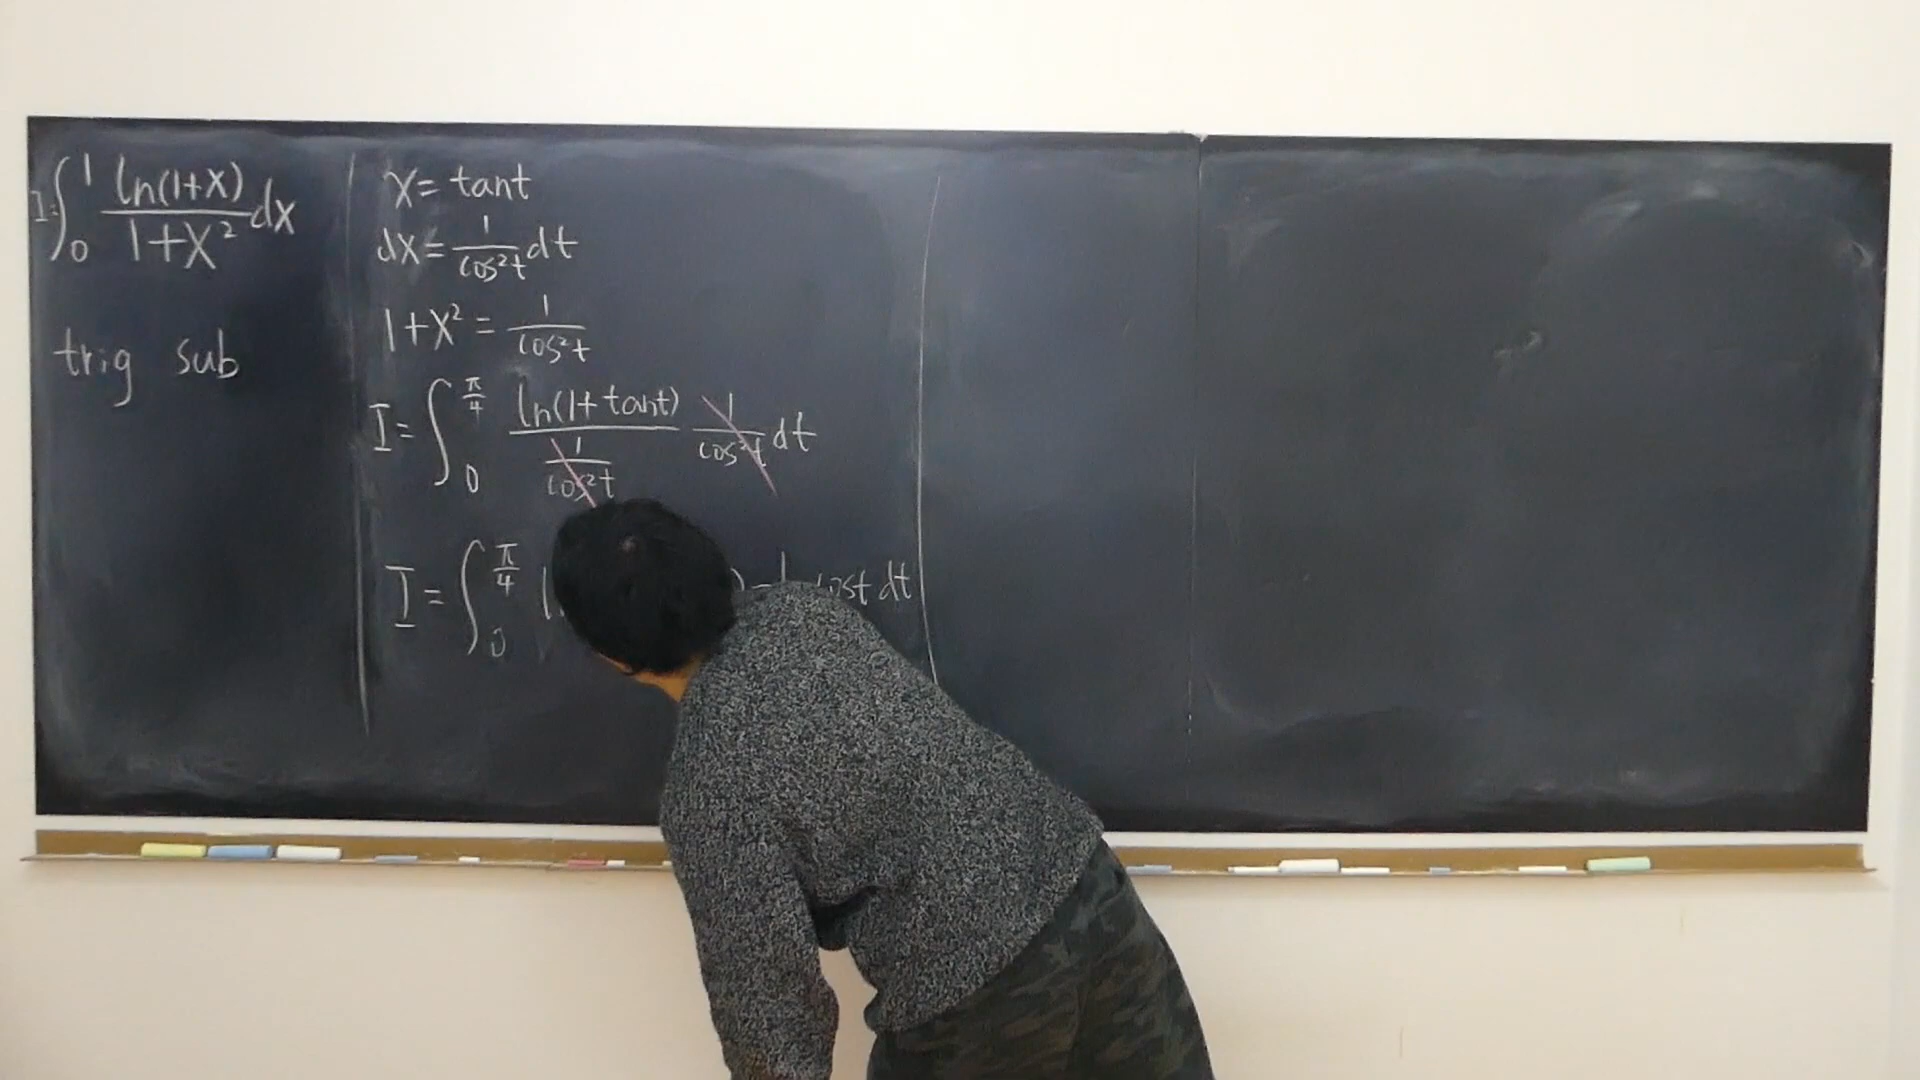 I=∫₀¹ ln(1+x)/(1+x²) dx
trig sub
x = tant
dx = 1/cos²t dt
1+x² = 1/cos²t
I = ∫₀^(π/4) ln(1+tant)/(1/cos²t) 1/cos²t dt
I = ∫₀^(π/4) ) - cost dt